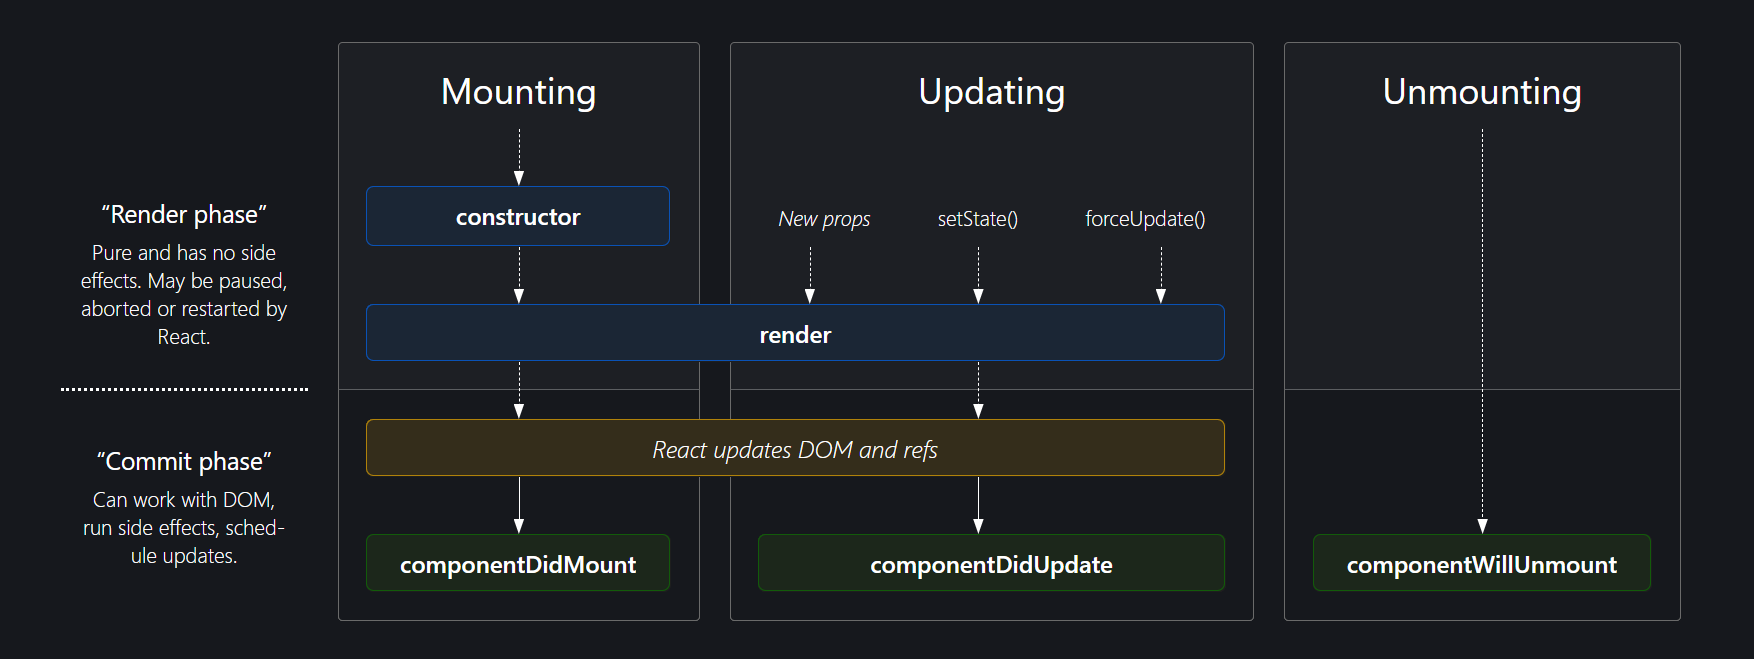 Mounting
Updating
Unmounting
“Render phase”
Pure and has no side
effects. May be paused,
aborted or restarted by
React.
constructor
New props
setState()
forceUpdate()
render
“Commit phase”
Can work with DOM,
run side effects, sched-
ule updates.
React updates DOM and refs
componentDidMount
componentDidUpdate
componentWillUnmount